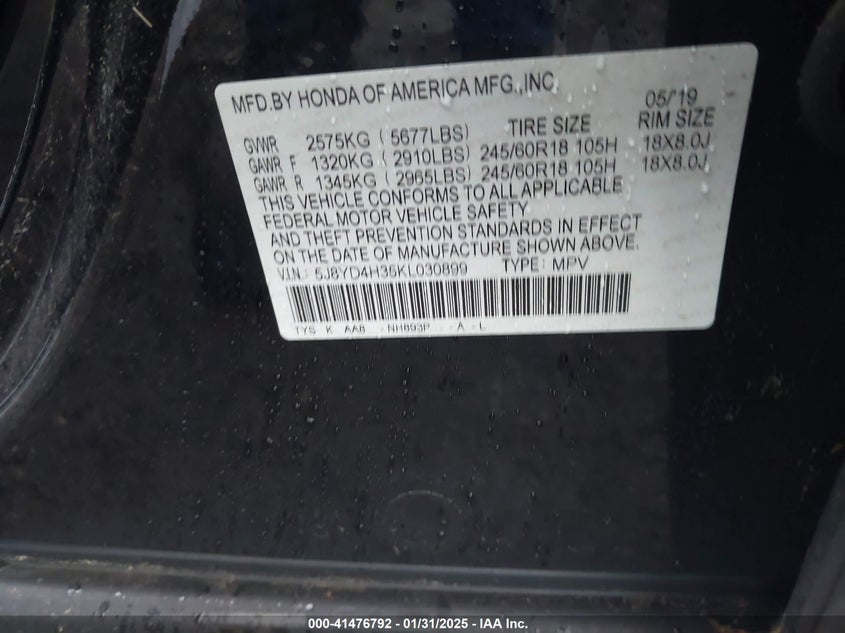 MFD.BY HONDA OF AMERICA MFG.,INC.
05/'19
GVWR 2575KG ( 5677LBS) TIRE SIZE RIM SIZE
GAWR F 1320KG ( 2910LBS) 245/60R18 105H 18X8.0J
GAWR R 1345KG ( 2965LBS) 245/60R18 105H 18X8.0J
THIS VEHICLE CONFORMS TO ALL APPLICABLE
FEDERAL MOTOR VEHICLE SAFETY
AND THEFT PREVENTION STANDARDS IN EFFECT
ON THE DATE OF MANUFACTURE SHOWN ABOVE.
V.I.N.: 5J8YD4H36KL030899 TYPE: MPV
TYS K AA8 NH893P - A - L
000-41476792 - 01/31/2025 - IAA Inc.